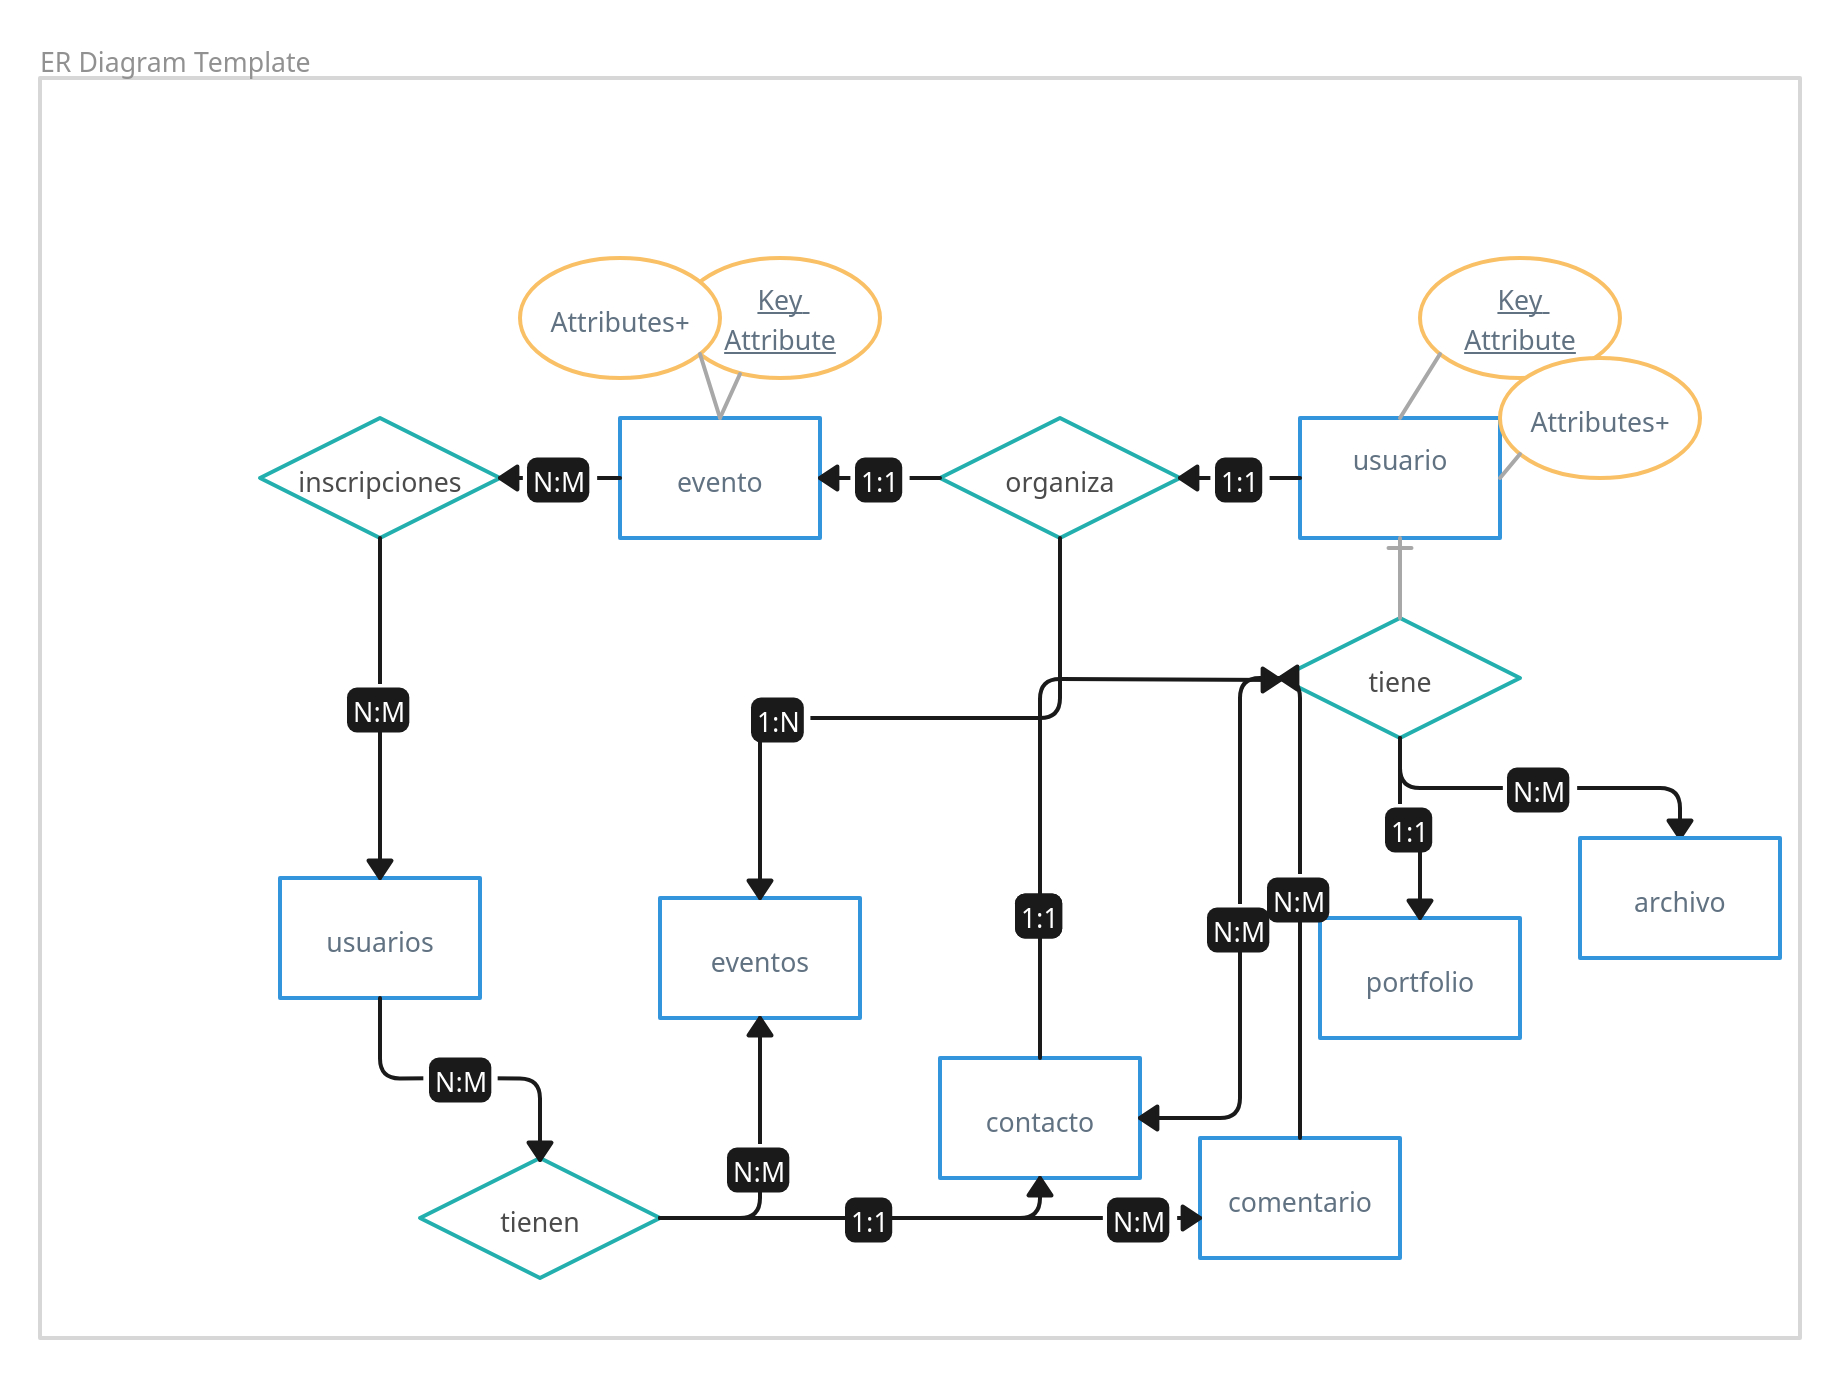 ER Diagram Template
Attributes+
Key
Attribute
Key
Attribute
Attributes+
inscripciones
N:M
evento
1:1
organiza
1:1
usuario
tiene
N:M
1:N
N:M
1:1
archivo
usuarios
eventos
1:1
N:M
N:M
portfolio
N:M
contacto
N:M
comentario
tienen
1:1
N:M